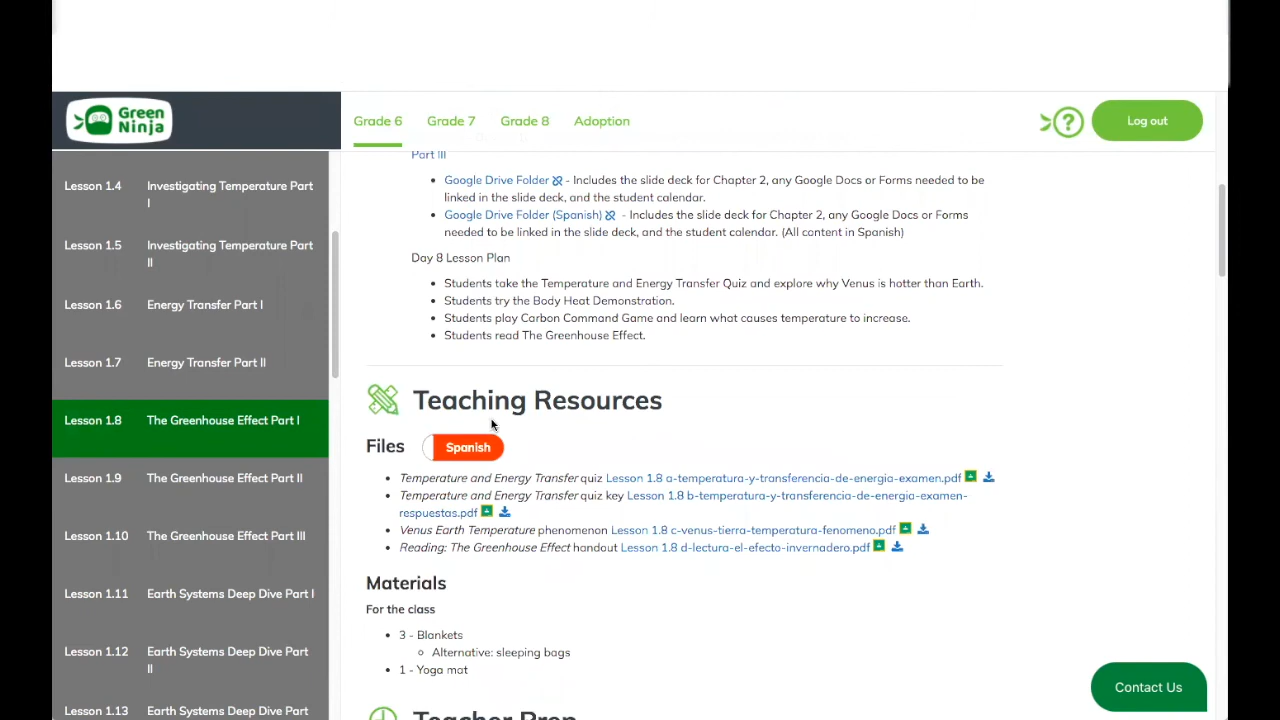 Green
Ninja
Grade 6
Grade 7
Grade 8
Adoption
?
Log out
Lesson 1.4 Investigating Temperature Part
I
Lesson 1.5 Investigating Temperature Part
II
Lesson 1.6 Energy Transfer Part I
Lesson 1.7 Energy Transfer Part II
Lesson 1.8 The Greenhouse Effect Part I
Lesson 1.9 The Greenhouse Effect Part II
Lesson 1.10 The Greenhouse Effect Part III
Lesson 1.11 Earth Systems Deep Dive Part I
Lesson 1.12 Earth Systems Deep Dive Part
II
Lesson 1.13 Earth Systems Deep Dive Part
Part III
Google Drive Folder - Includes the slide deck for Chapter 2, any Google Docs or Forms needed to be
linked in the slide deck, and the student calendar.
Google Drive Folder (Spanish) - Includes the slide deck for Chapter 2, any Google Docs or Forms
needed to be linked in the slide deck, and the student calendar. (All content in Spanish)
Day 8 Lesson Plan
Students take the Temperature and Energy Transfer Quiz and explore why Venus is hotter than Earth.
Students try the Body Heat Demonstration.
Students play Carbon Command Game and learn what causes temperature to increase.
Students read The Greenhouse Effect.
Teaching Resources
Files Spanish
Temperature and Energy Transfer quiz Lesson 1.8 a-temperatura-y-transferencia-de-energia-examen.pdf
Temperature and Energy Transfer quiz key Lesson 1.8 b-temperatura-y-transferencia-de-energia-examen-
respuestas.pdf
Venus Earth Temperature phenomenon Lesson 1.8 c-venus-tierra-temperatura-fenomeno.pdf
Reading: The Greenhouse Effect handout Lesson 1.8 d-lectura-el-efecto-invernadero.pdf
Materials
For the class
3 - Blankets
Alternative: sleeping bags
1 - Yoga mat
Teacher Prep
Contact Us